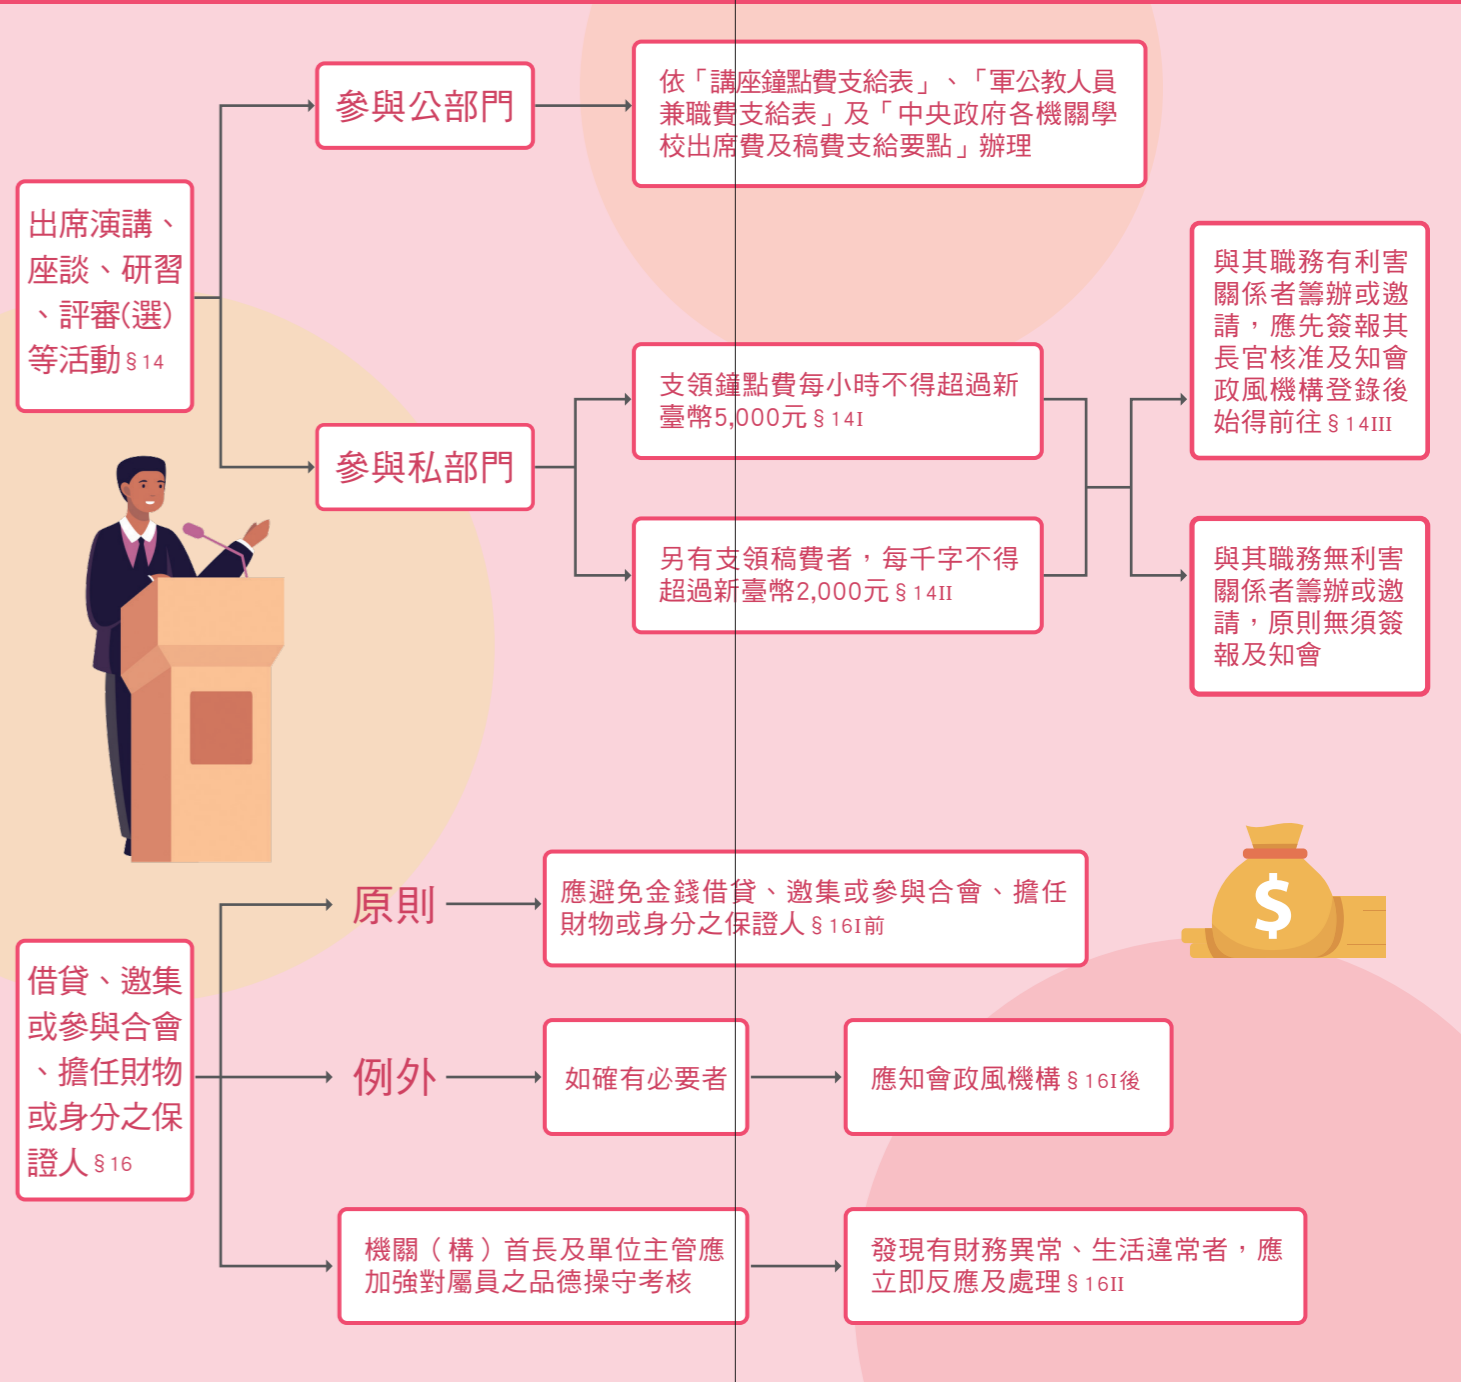 出席演講、
座談、研習
、評審(選)
等活動§14
參與公部門
依「講座鐘點費支給表」、「軍公教人員
兼職費支給表」及「中央政府各機關學
校出席費及稿費支給要點」辦理
參與私部門
支領鐘點費每小時不得超過新
臺幣5,000元§14I
另有支領稿費者，每千字不得
超過新臺幣2,000元§14II
與其職務有利害
關係者籌辦或邀
請，應先簽報其
長官核准及知會
政風機構登錄後
始得前往§14III
與其職務無利害
關係者籌辦或邀
請，原則無須簽
報及知會
借貸、邀集
或參與合會
、擔任財物
或身分之保
證人§16
原則
應避免金錢借貸、邀集或參與合會、擔任
財物或身分之保證人§16I前
例外
如確有必要者
應知會政風機構§16I後
機關（構）首長及單位主管應
加強對屬員之品德操守考核
發現有財務異常、生活違常者，應
立即反應及處理§16II
$